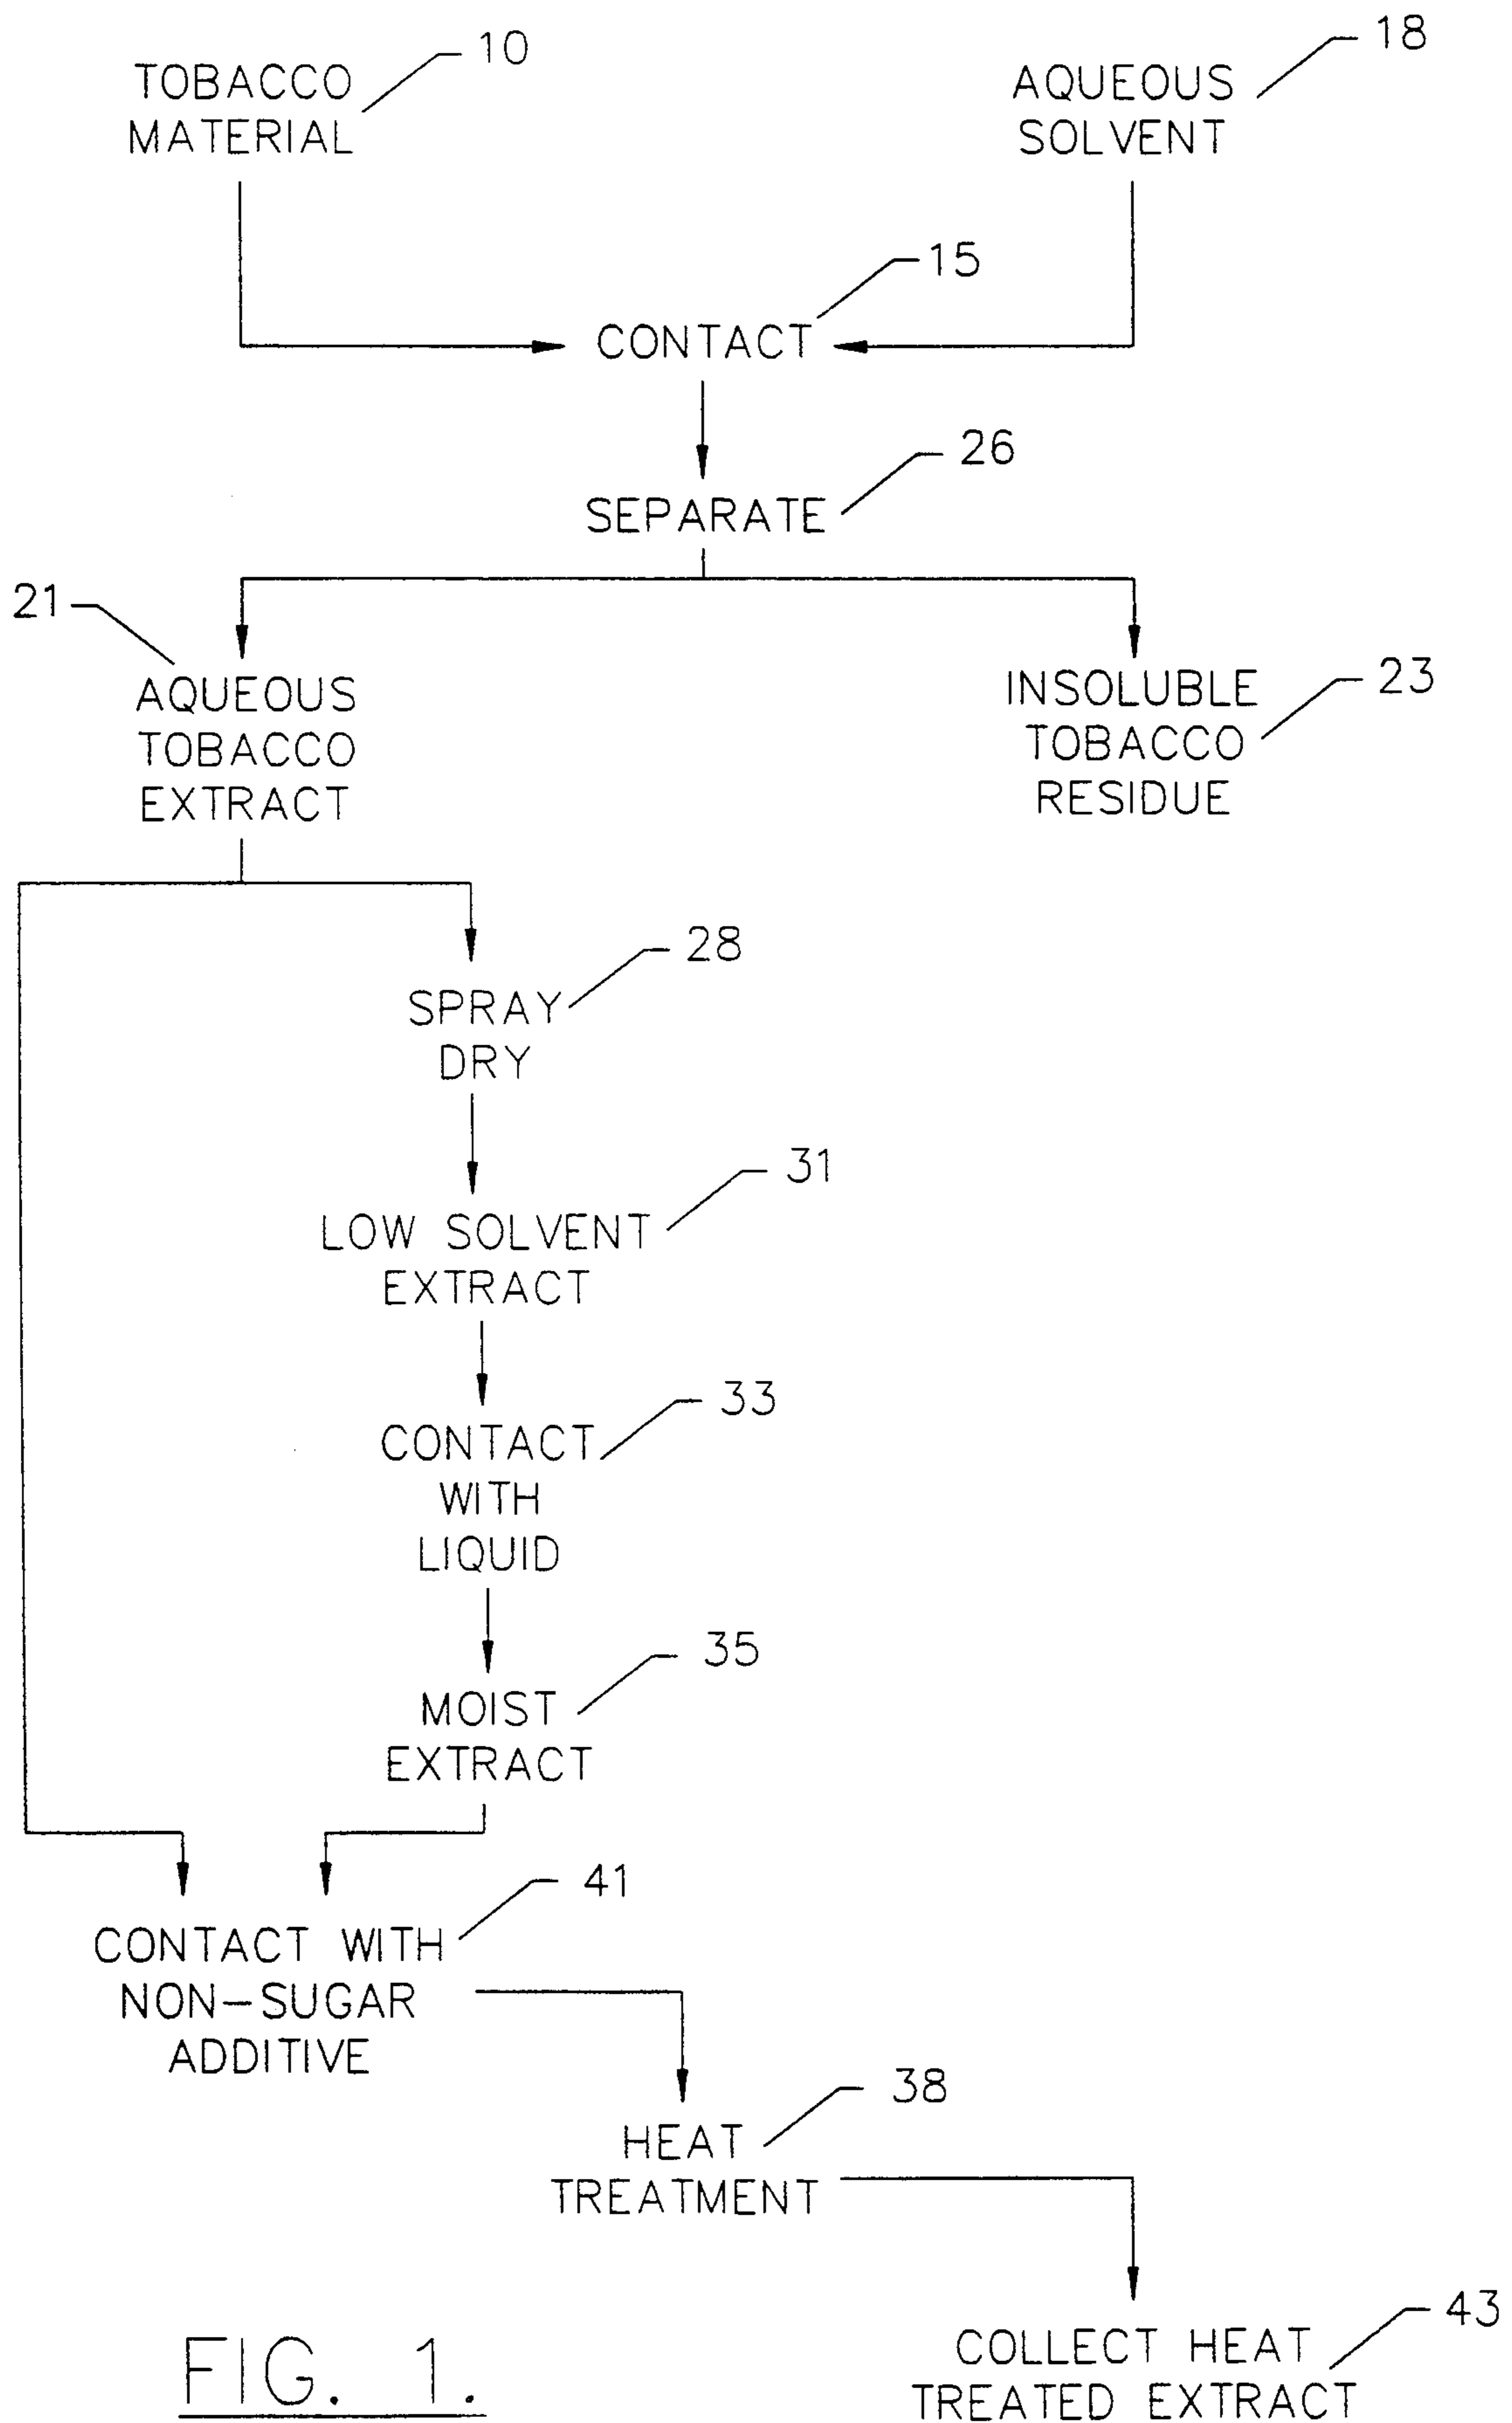 10
TOBACCO
MATERIAL
18
AQUEOUS
SOLVENT
15
CONTACT
26
SEPARATE
21
AQUEOUS
TOBACCO
EXTRACT
23
INSOLUBLE
TOBACCO
RESIDUE
28
SPRAY
DRY
31
LOW SOLVENT
EXTRACT
33
CONTACT
WITH
LIQUID
35
MOIST
EXTRACT
41
CONTACT WITH
NON-SUGAR
ADDITIVE
38
HEAT
TREATMENT
43
COLLECT HEAT
TREATED EXTRACT
FIG. 1.